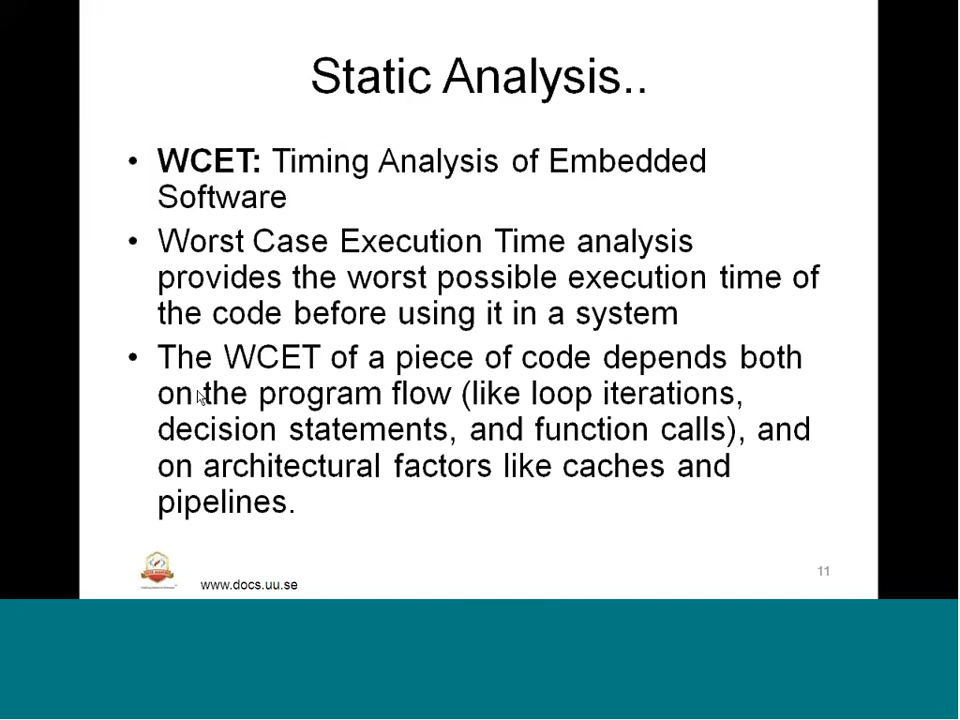 Static Analysis..
• WCET: Timing Analysis of Embedded
Software
• Worst Case Execution Time analysis
provides the worst possible execution time of
the code before using it in a system
• The WCET of a piece of code depends both
on the program flow (like loop iterations,
decision statements, and function calls), and
on architectural factors like caches and
pipelines.
www.docs.uu.se
11